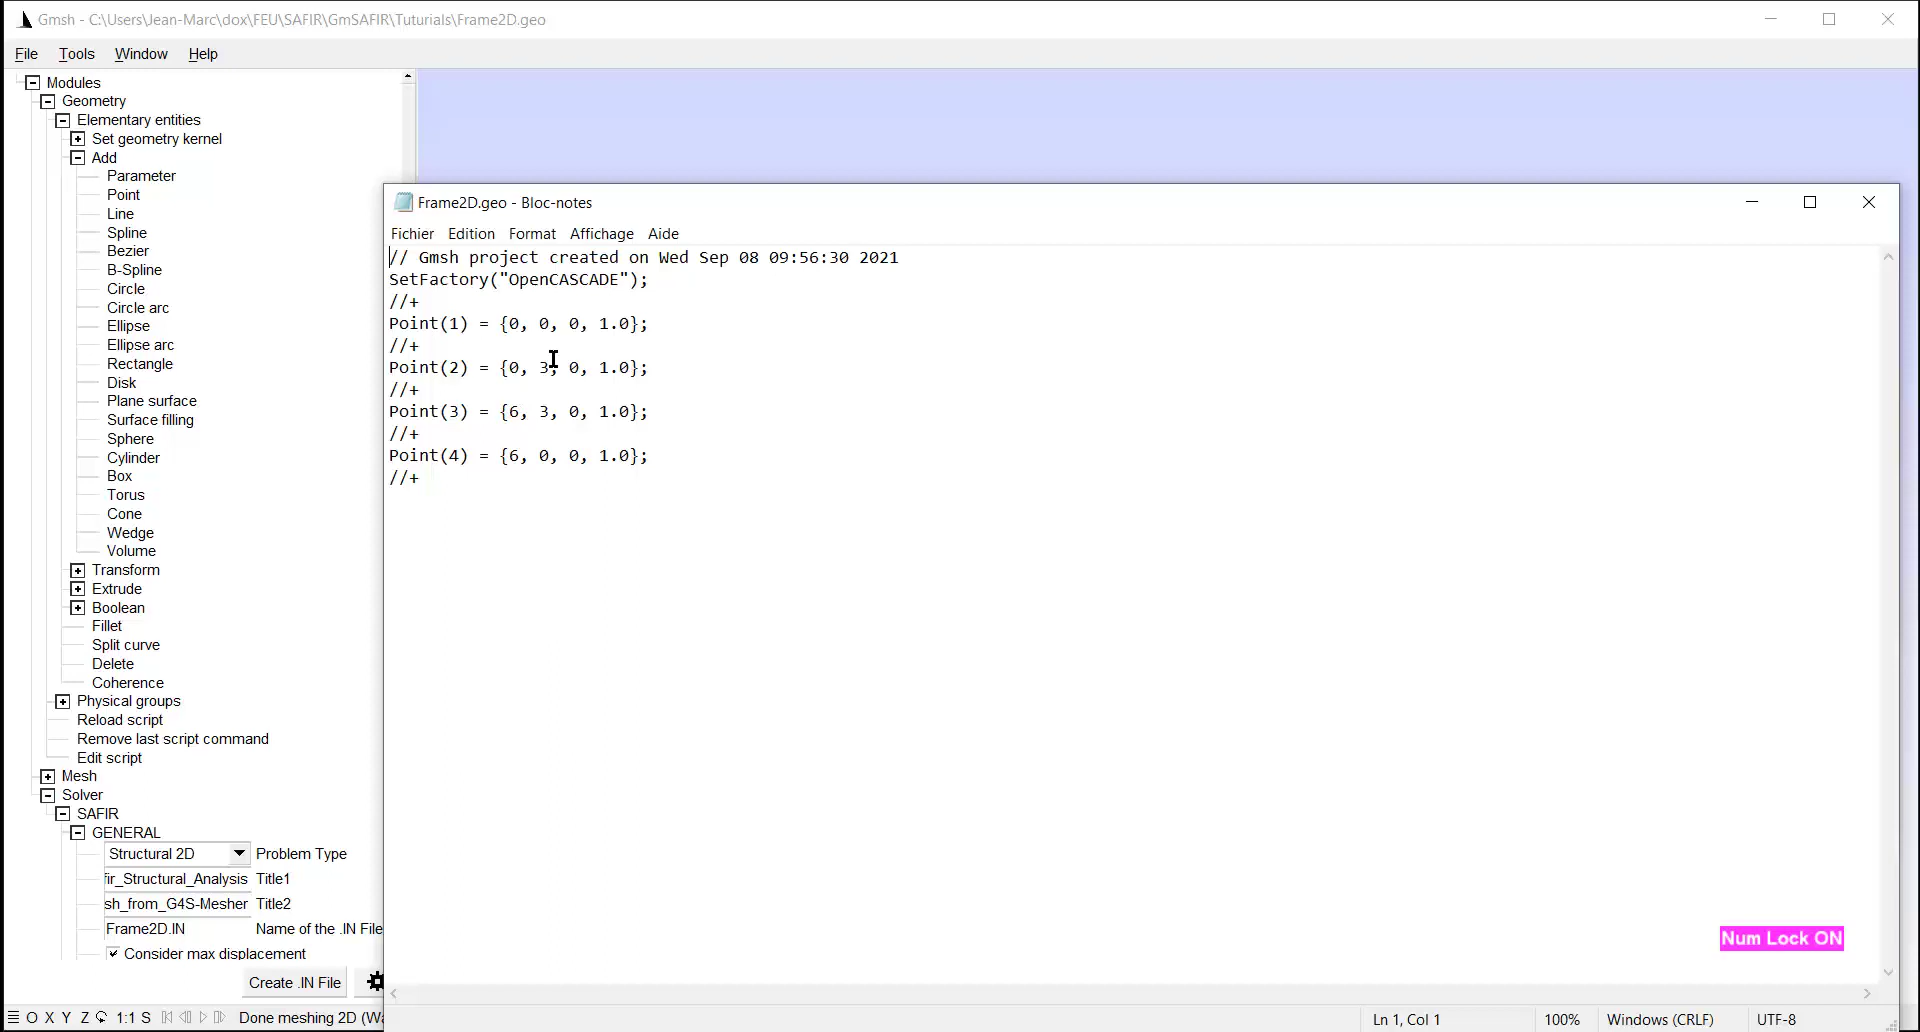 Gmsh - C:\Users\Jean-Marc\dox\FEU\SAFIR\GmSAFIR\Tuturials\Frame2D.geo
File Tools Window Help
Modules
Geometry
Elementary entities
Set geometry kernel
Add
Parameter
Point
Line
Spline
Bezier
B-Spline
Circle
Circle arc
Ellipse
Ellipse arc
Rectangle
Disk
Plane surface
Surface filling
Sphere
Cylinder
Box
Torus
Cone
Wedge
Volume
Transform
Extrude
Boolean
Fillet
Split curve
Delete
Coherence
Physical groups
Reload script
Remove last script command
Edit script
Mesh
Solver
SAFIR
GENERAL
Structural 2D Problem Type
fir_Structural_Analysis Title1
sh_from_G4S-Mesher Title2
Frame2D.IN Name of the .IN File
Consider max displacement
Create .IN File
O X Y Z 1:1 S Done meshing 2D (Wa
Frame2D.geo - Bloc-notes
Fichier Edition Format Affichage Aide
// Gmsh project created on Wed Sep 08 09:56:30 2021
SetFactory("OpenCASCADE");
//+
Point(1) = {0, 0, 0, 1.0};
//+
Point(2) = {0, 3, 0, 1.0};
//+
Point(3) = {6, 3, 0, 1.0};
//+
Point(4) = {6, 0, 0, 1.0};
//+
Num Lock ON
Ln 1, Col 1 100% Windows (CRLF) UTF-8